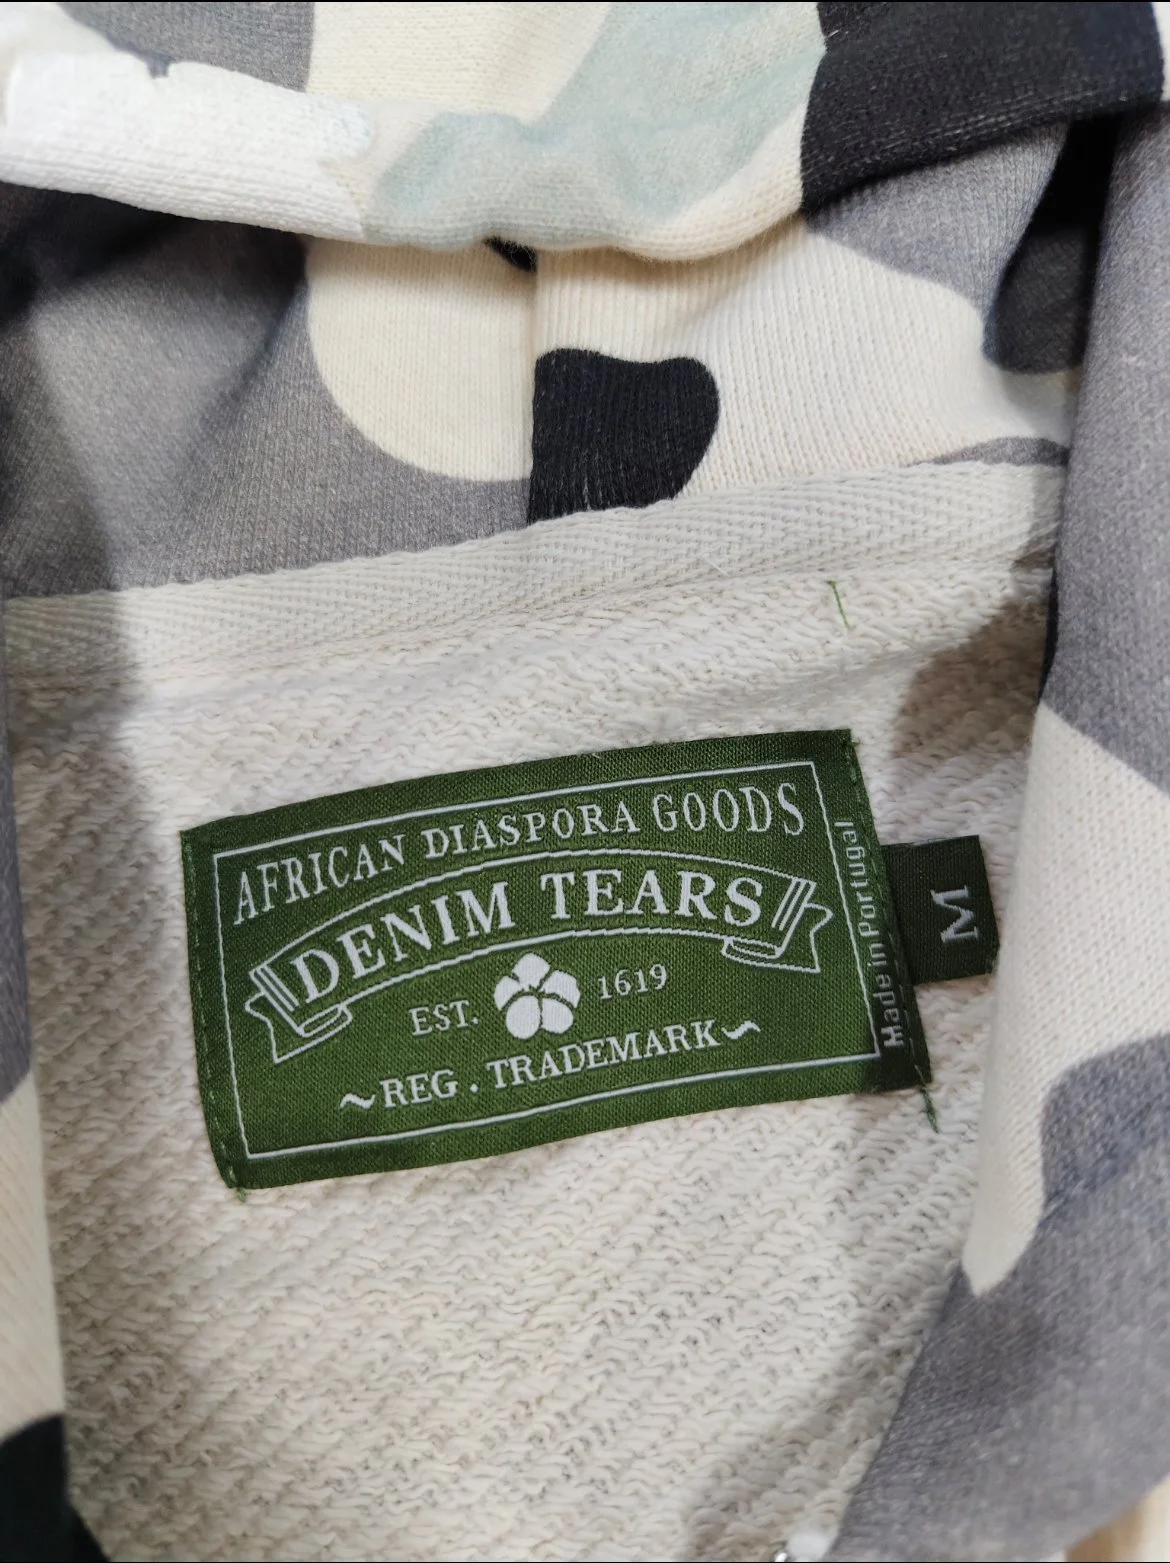 AFRICAN DIASPORA GOODS
DENIM TEARS
EST. 1619
~REG . TRADEMARK~
Made in Portugal
M